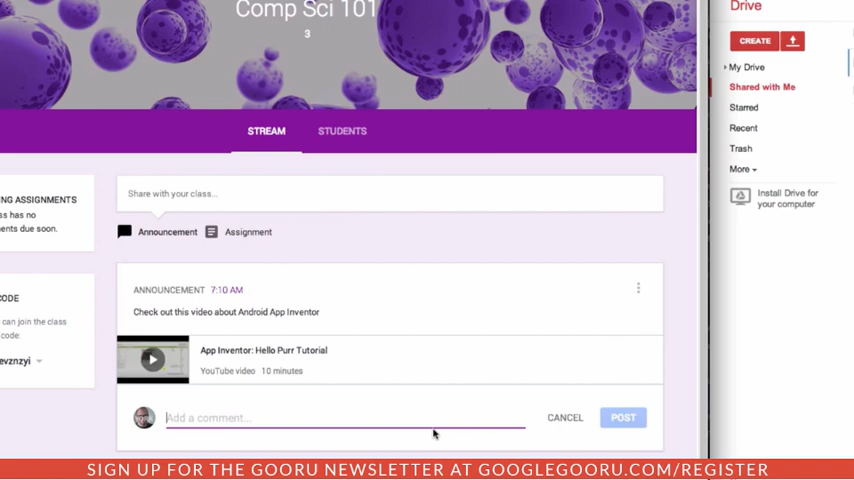 Comp Sci 101
3
STREAM
STUDENTS
NG ASSIGNMENTS
ss has no
ments due soon.
CODE
can join the class
code:
evznzyi
Share with your class...
Announcement
Assignment
ANNOUNCEMENT 7:10 AM
Check out this video about Android App Inventor
App Inventor: Hello Purr Tutorial
YouTube video 10 minutes
Add a comment...
CANCEL
POST
Drive
CREATE
My Drive
Shared with Me
Starred
Recent
Trash
More
Install Drive for
your computer
SIGN UP FOR THE GOORU NEWSLETTER AT GOOGLEGOORU.COM/REGISTER